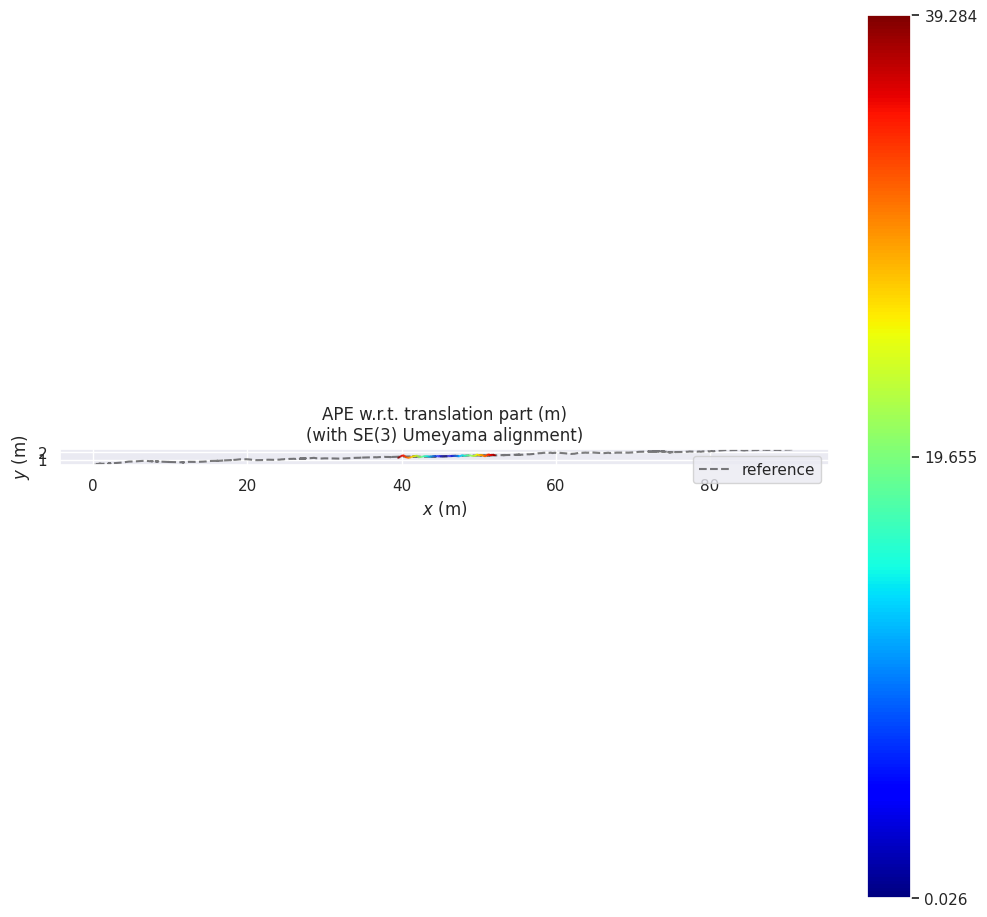 39.284
APE w.r.t. translation part (m)
(with SE(3) Umeyama alignment)
y (m)
2
1
19.655
reference
0
20
40
60
80
x (m)
0.026